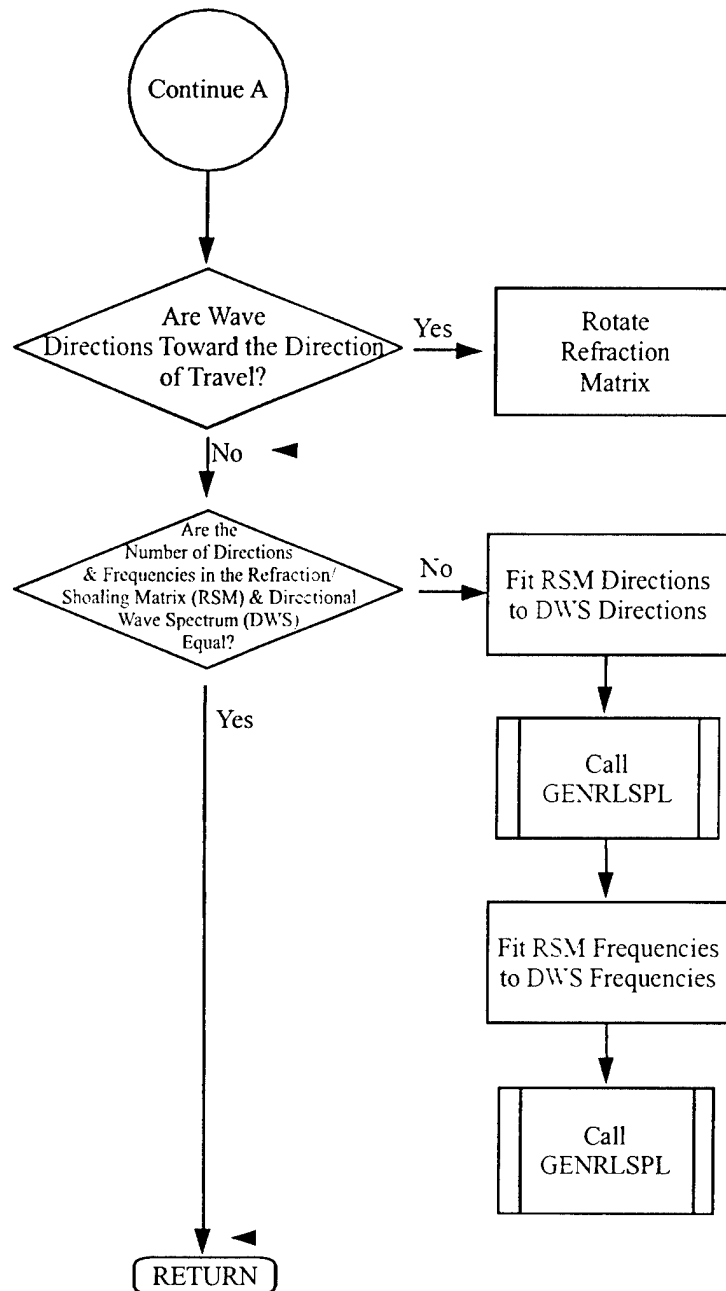 Continue A
Are Wave
Directions Toward the Direction
of Travel?
Yes
Rotate
Refraction
Matrix
No
Are the
Number of Directions
& Frequencies in the Refraction/
Shoaling Matrix (RSM) & Directional
Wave Spectrum (DWS)
Equal?
No
Fit RSM Directions
to DWS Directions
Yes
Call
GENRLSPL
Fit RSM Frequencies
to DWS Frequencies
Call
GENRLSPL
RETURN